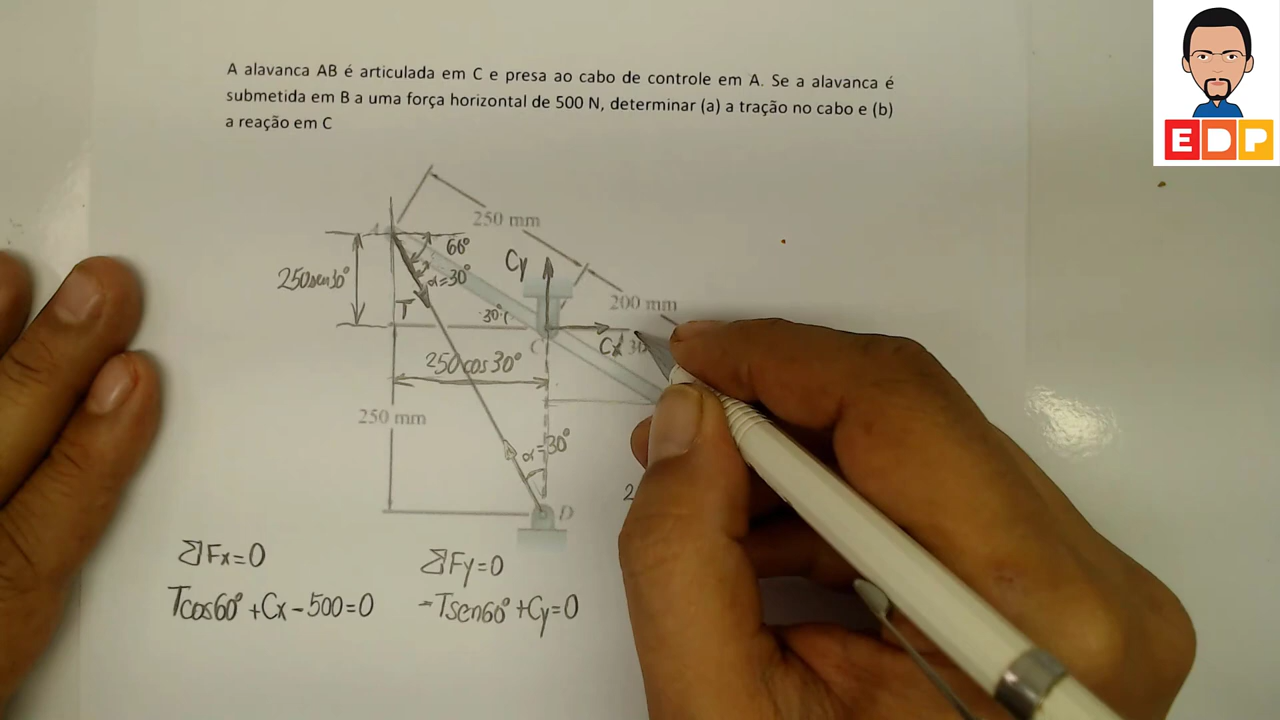 A alavanca AB é articulada em C e presa ao cabo de controle em A. Se a alavanca é
submetida em B a uma força horizontal de 500 N, determinar (a) a tração no cabo e (b)
a reação em C
EDP
250 mm
A
60°
250sen30°
α=30°
Cy
200 mm
T
30°
C
Cx
250cos30°
250 mm
α=30°
2
D
ΣFx=0
ΣFy=0
Tcos60° +Cx-500=0
-Tsen60° +Cy=0